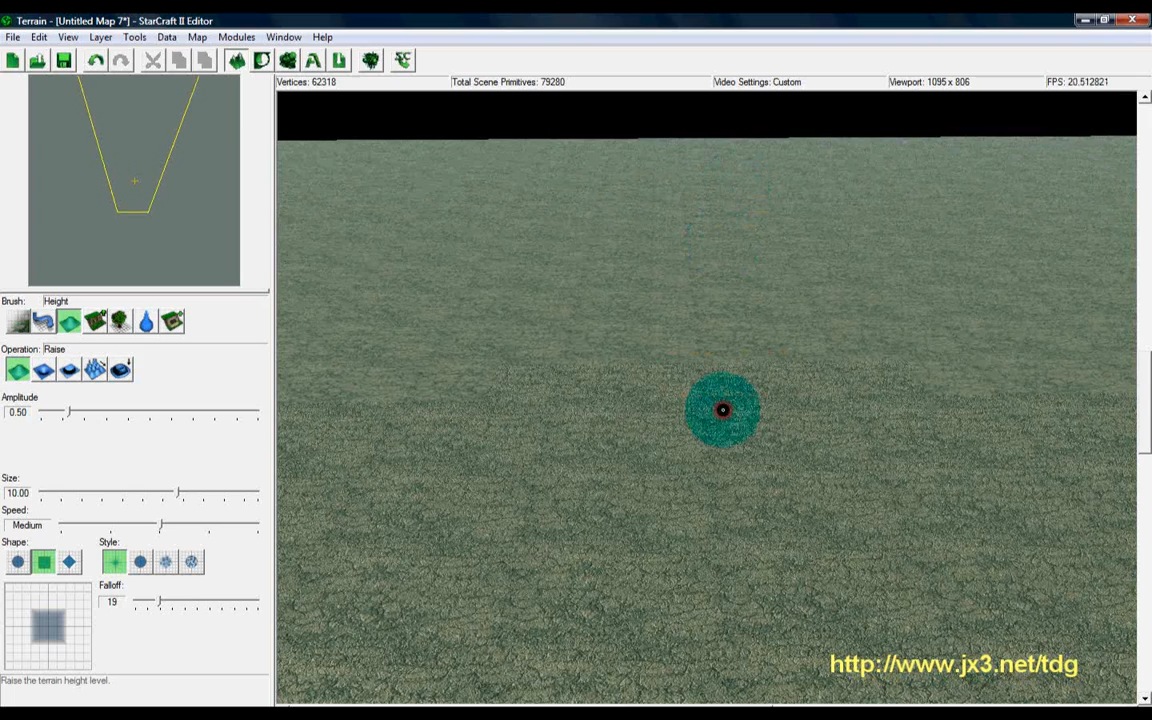 Terrain - [Untitled Map 7*] - StarCraft II Editor
File Edit View Layer Tools Data Map Modules Window Help
Vertices: 62318 Total Scene Primitives: 79280 Video Settings: Custom Viewport: 1095 x 806 FPS: 20.512821
Brush: Height
Operation: Raise
Amplitude
0.50
Size:
10.00
Speed:
Medium
Shape: Style:
Falloff:
19
Raise the terrain height level.
http://www.jx3.net/tdg